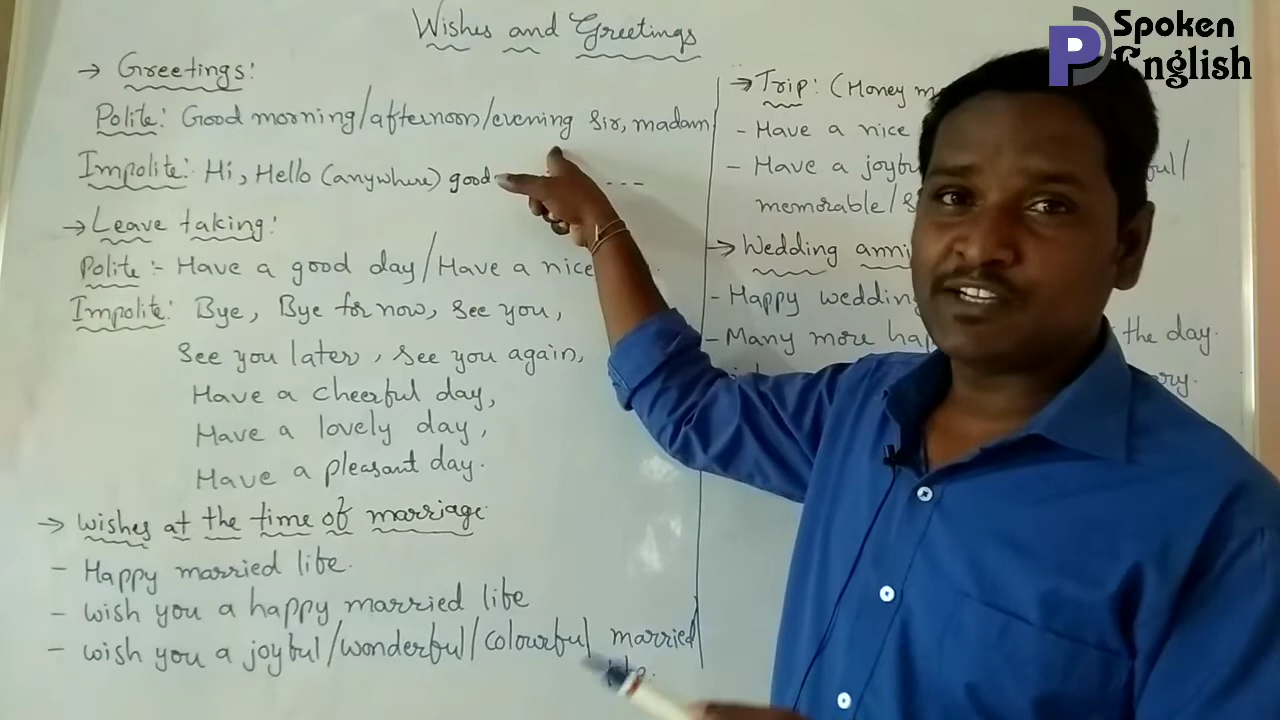 Wishes and Greetings
→ Greetings:
Polite: Good morning/afternoon/evening Sir, madam
Impolite: Hi, Hello (anywhere) good ---
→ Leave taking:
Polite:- Have a good day/Have a nice
Impolite: Bye, Bye for now, See you,
See you later, See you again,
Have a cheerful day,
Have a lovely day,
Have a pleasant day.
→ Wishes at the time of marriage
- Happy married life.
- wish you a happy married life
- wish you a joyful/wonderful/colourful married
→ Trip: (Honey
- Have a nice
- Have a
memorable/
→ Wedding
- Happy wedding
- Many more the day.
P Spoken
English